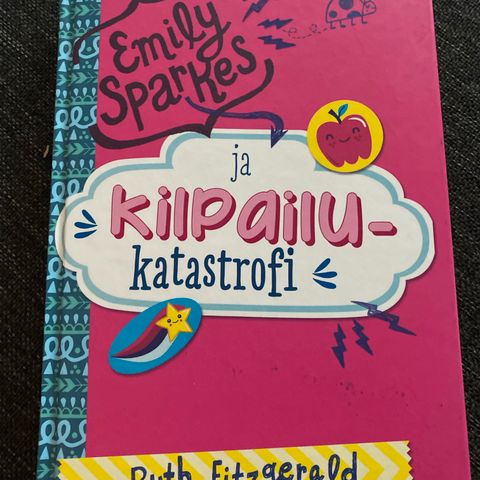 Emily
Sparkes
ja
kilpailu-
katastrofi
Ruth Fitzgerald